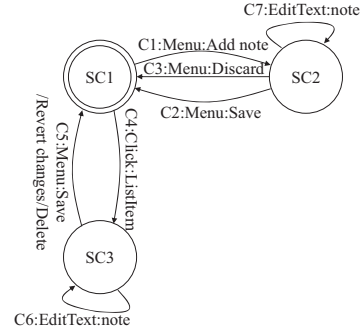 C7:EditText:note
C1:Menu:Add note
C3:Menu:Discard
SC1
SC2
C2:Menu:Save
C4:Click:ListItem
C5:Menu:Save
/Revert changes/Delete
SC3
C6:EditText:note